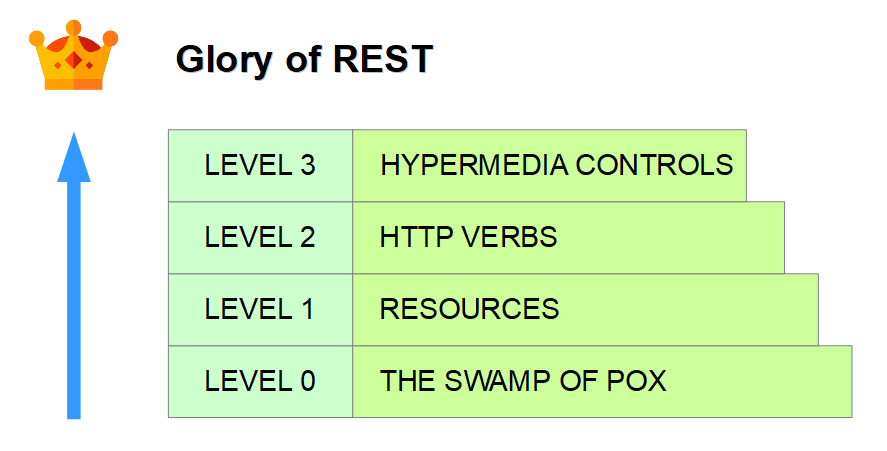 Glory of REST
LEVEL 3 HYPERMEDIA CONTROLS
LEVEL 2 HTTP VERBS
LEVEL 1 RESOURCES
LEVEL 0 THE SWAMP OF POX